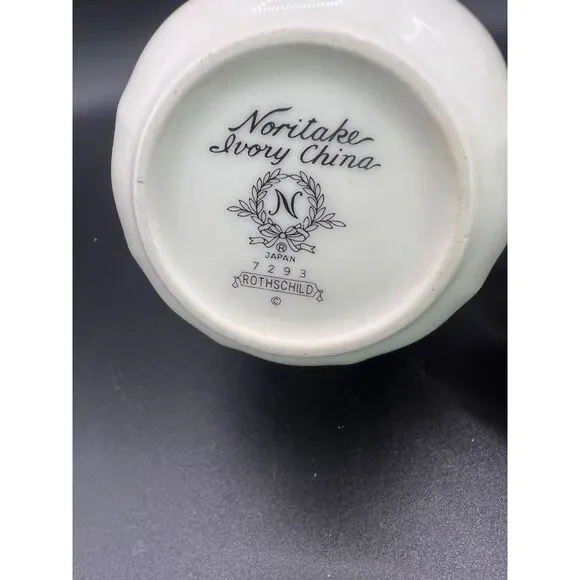 Noritake
Ivory China
N
®
JAPAN
7293
ROTHSCHILD
©